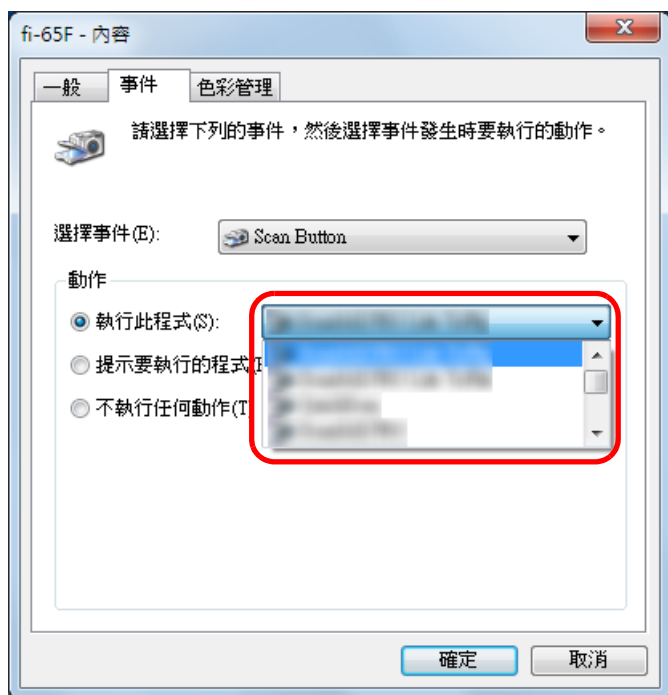 fi-65F - 內容
一般 事件 色彩管理
請選擇下列的事件，然後選擇事件發生時要執行的動作。
選擇事件(E): Scan Button
動作
執行此程式(S):
提示要執行的程式(
不執行任何動作(T
確定 取消